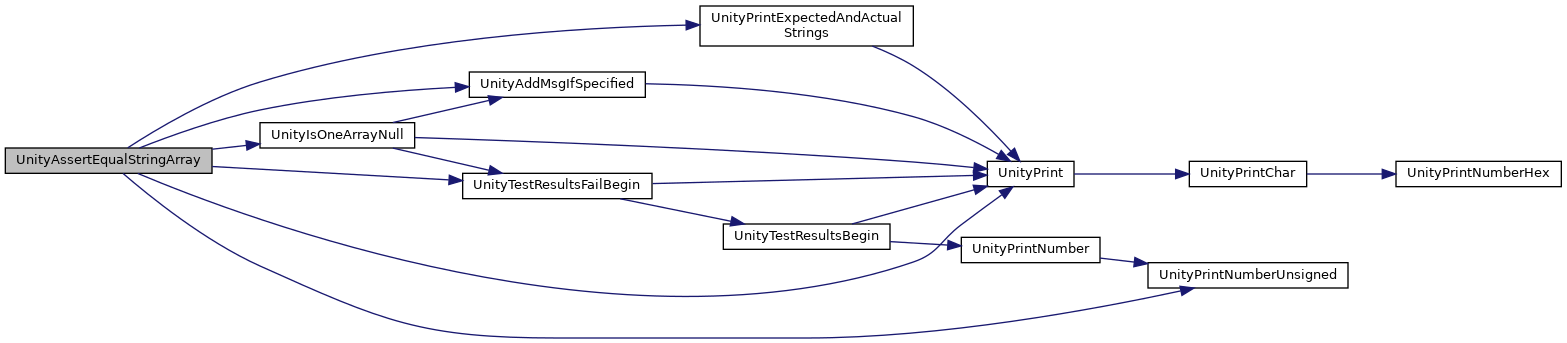 UnityPrintExpectedAndActual
Strings
UnityAddMsgIfSpecified
UnityIsOneArrayNull
UnityAssertEqualStringArray
UnityPrint
UnityPrintChar
UnityPrintNumberHex
UnityTestResultsFailBegin
UnityTestResultsBegin
UnityPrintNumber
UnityPrintNumberUnsigned